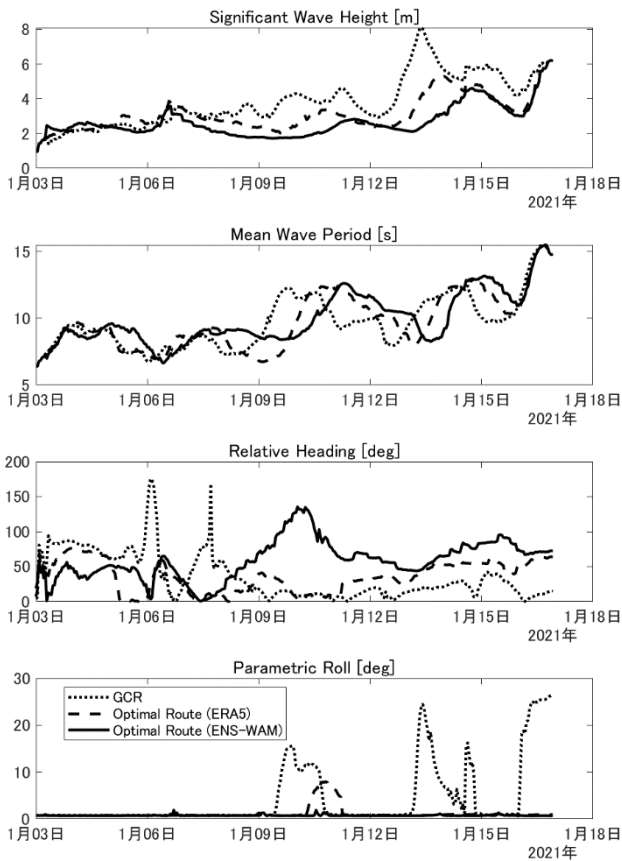 Significant Wave Height [m]
8
6
4
2
0
1月03日 1月06日 1月09日 1月12日 1月15日 1月18日
2021年
Mean Wave Period [s]
15
10
5
1月03日 1月06日 1月09日 1月12日 1月15日 1月18日
2021年
Relative Heading [deg]
200
150
100
50
0
1月03日 1月06日 1月09日 1月12日 1月15日 1月18日
2021年
Parametric Roll [deg]
30
20
10
0
GCR
Optimal Route (ERA5)
Optimal Route (ENS-WAM)
1月03日 1月06日 1月09日 1月12日 1月15日 1月18日
2021年